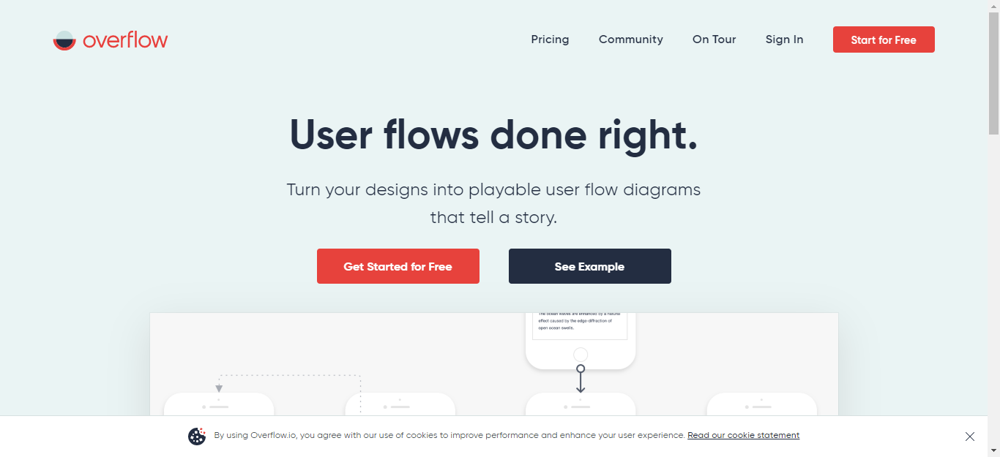 overflow
Pricing
Community
On Tour
Sign In
Start for Free
User flows done right.
Turn your designs into playable user flow diagrams
that tell a story.
Get Started for Free
See Example
The ocean waves are enhanced by a natural
effect caused by the edge-diffraction of
open ocean swells.
By using Overflow.io, you agree with our use of cookies to improve performance and enhance your user experience. Read our cookie statement